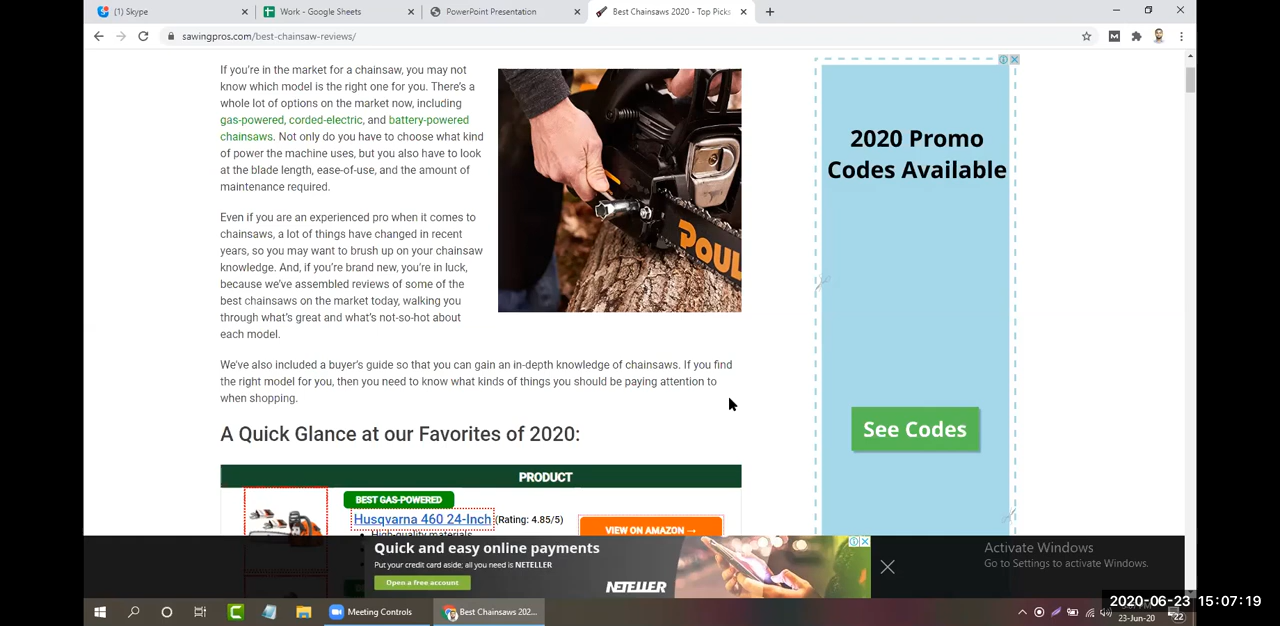 (1) Skype
Work - Google Sheets
PowerPoint Presentation
Best Chainsaws 2020 - Top Picks
sawingpros.com/best-chainsaw-reviews/
If you're in the market for a chainsaw, you may not
know which model is the right one for you. There's a
whole lot of options on the market now, including
gas-powered, corded-electric, and battery-powered
chainsaws. Not only do you have to choose what kind
of power the machine uses, but you also have to look
at the blade length, ease-of-use, and the amount of
maintenance required.
Even if you are an experienced pro when it comes to
chainsaws, a lot of things have changed in recent
years, so you may want to brush up on your chainsaw
knowledge. And, if you're brand new, you're in luck,
because we've assembled reviews of some of the
best chainsaws on the market today, walking you
through what's great and what's not-so-hot about
each model.
POUL
We've also included a buyer's guide so that you can gain an in-depth knowledge of chainsaws. If you find
the right model for you, then you need to know what kinds of things you should be paying attention to
when shopping.
A Quick Glance at our Favorites of 2020:
PRODUCT
BEST GAS-POWERED
Husqvarna 460 24-Inch (Rating: 4.85/5)
High-quality materials
VIEW ON AMAZON →
2020 Promo
Codes Available
See Codes
Quick and easy online payments
Put your credit card aside; all you need is NETELLER
Open a free account
NETELLER
Activate Windows
Go to Settings to activate Windows.
Meeting Controls
Best Chainsaws 202...
2020-06-23 15:07:19
23-Jun-20
22